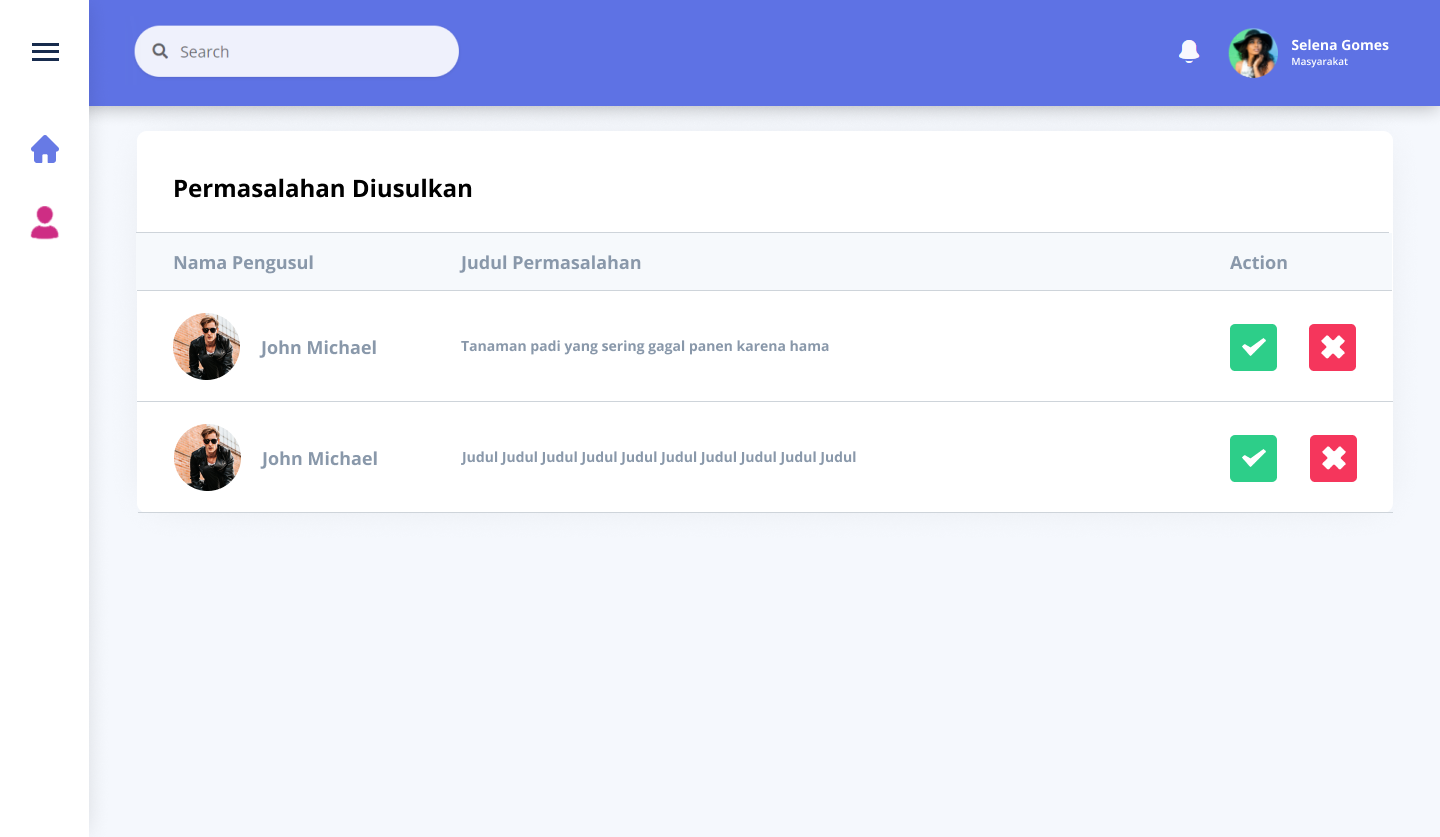 Search
Selena Gomes
Masyarakat
Permasalahan Diusulkan
Nama Pengusul Judul Permasalahan Action
John Michael Tanaman padi yang sering gagal panen karena hama
John Michael Judul Judul Judul Judul Judul Judul Judul Judul Judul Judul